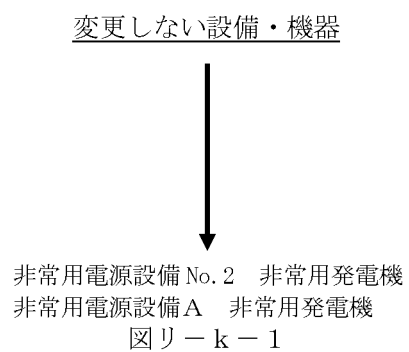 変更しない設備・機器
非常用電源設備 No.2　非常用発電機
非常用電源設備A　非常用発電機
図リ－k－1